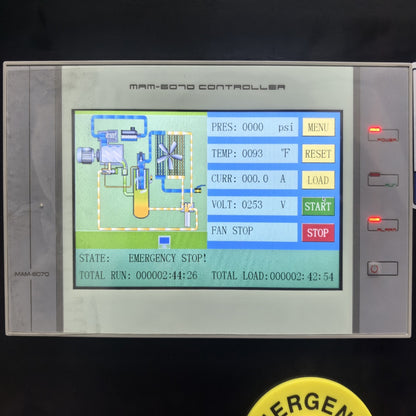 MAM-6070 CONTROLLER
PRES: 0000 psi MENU
TEMP: 0093 °F RESET
CURR: 000.0 A LOAD
VOLT: 0253 V START
FAN STOP STOP
STATE: EMERGENCY STOP!
TOTAL RUN: 000002:44:26 TOTAL LOAD:000002:42:54
POWER
ALARM
MAM-6070
EMERGEN